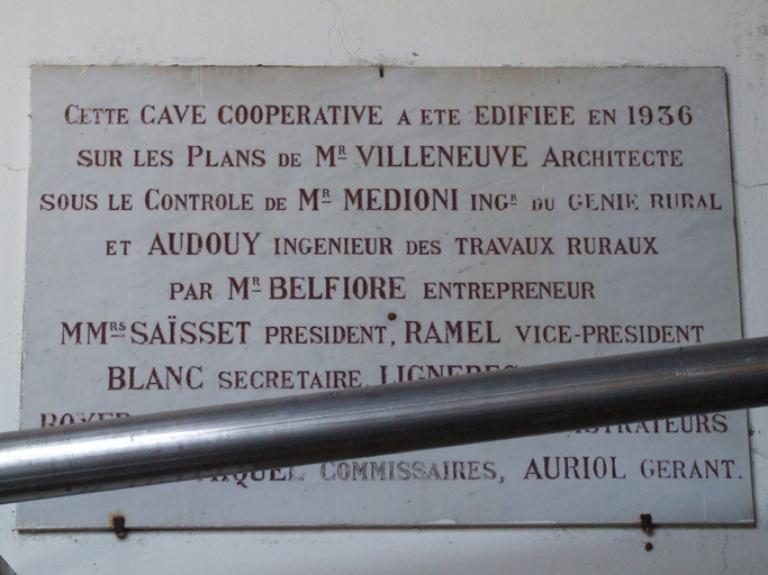 CETTE CAVE COOPERATIVE A ETE EDIFIEE EN 1936
SUR LES PLANS DE MR VILLENEUVE ARCHITECTE
SOUS LE CONTROLE DE MR MEDIONI INGR DU GENIE RURAL
ET AUDOUY INGENIEUR DES TRAVAUX RURAUX
PAR MR BELFIORE ENTREPRENEUR
MMRS SAÏSSET PRESIDENT, RAMEL VICE-PRESIDENT
BLANC SECRETAIRE, LIGNERES
BOYER
COMMISSAIRES, AURIOL GERANT.